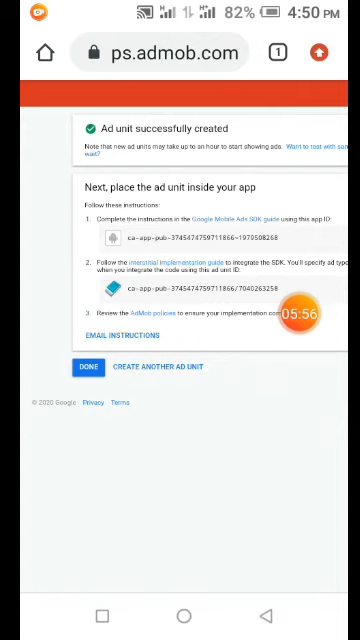 82% 4:50 PM
ps.admob.com 1
Ad unit successfully created
Note that new ad units may take up to an hour to start showing ads. Want to test with sam
wait?
Next, place the ad unit inside your app
Follow these instructions:
1. Complete the instructions in the Google Mobile Ads SDK guide using this app ID:
ca-app-pub-3745474759711866~1979508268
2. Follow the interstitial implementation guide to integrate the SDK. You'll specify ad type
when you integrate the code using this ad unit ID:
ca-app-pub-3745474759711866/7040263258
3. Review the AdMob policies to ensure your implementation com
05:56
EMAIL INSTRUCTIONS
DONE CREATE ANOTHER AD UNIT
© 2020 Google Privacy Terms